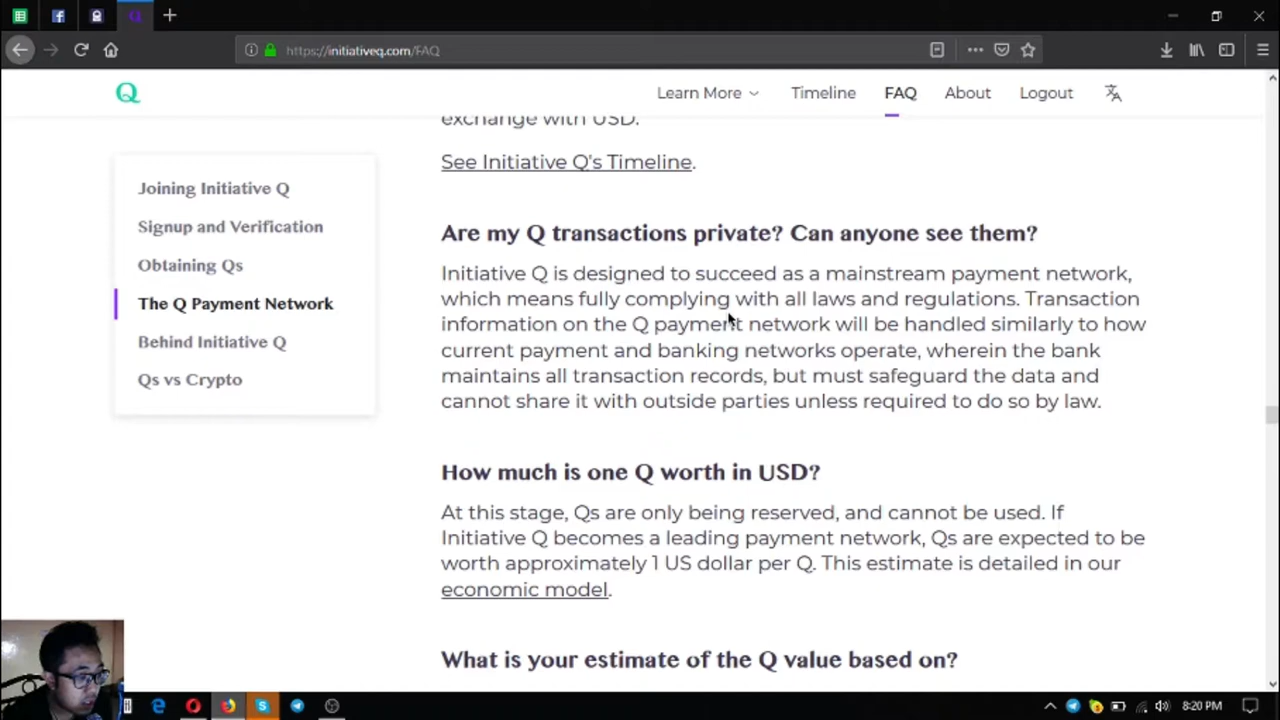 https://initiativeq.com/FAQ
Q
Learn More
Timeline
FAQ
About
Logout
exchange with USD.
See Initiative Q's Timeline.
Joining Initiative Q
Signup and Verification
Obtaining Qs
The Q Payment Network
Behind Initiative Q
Qs vs Crypto
Are my Q transactions private? Can anyone see them?
Initiative Q is designed to succeed as a mainstream payment network,
which means fully complying with all laws and regulations. Transaction
information on the Q payment network will be handled similarly to how
current payment and banking networks operate, wherein the bank
maintains all transaction records, but must safeguard the data and
cannot share it with outside parties unless required to do so by law.
How much is one Q worth in USD?
At this stage, Qs are only being reserved, and cannot be used. If
Initiative Q becomes a leading payment network, Qs are expected to be
worth approximately 1 US dollar per Q. This estimate is detailed in our
economic model.
What is your estimate of the Q value based on?
8:20 PM